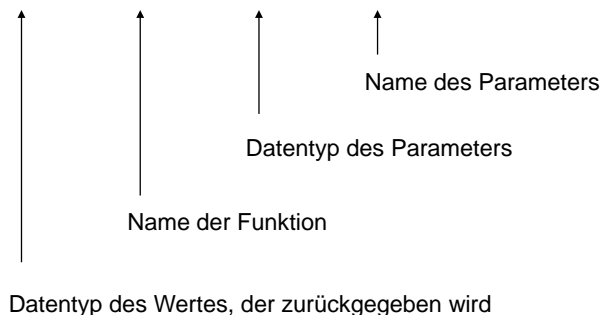 Name des Parameters
Datentyp des Parameters
Name der Funktion
Datentyp des Wertes, der zurückgegeben wird